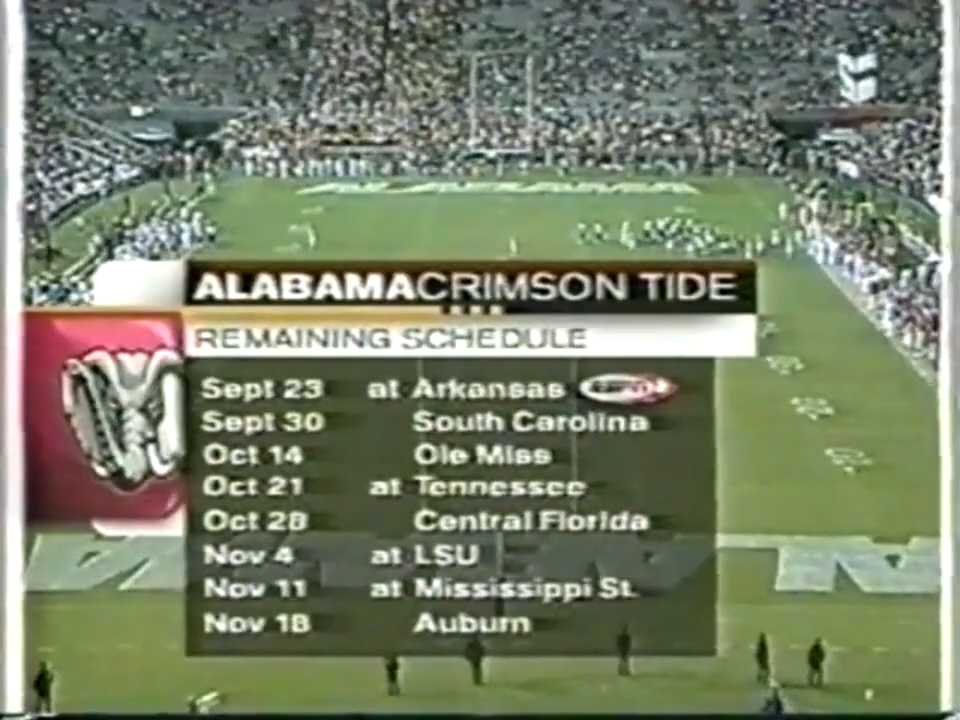 ALABAMA
ALABAMACRIMSON TIDE
REMAINING SCHEDULE
Sept 23 at Arkansas
Sept 30 South Carolina
Oct 14 Ole Miss
Oct 21 at Tennessee
Oct 28 Central Florida
Nov 4 at LSU
Nov 11 at Mississippi St.
Nov 18 Auburn